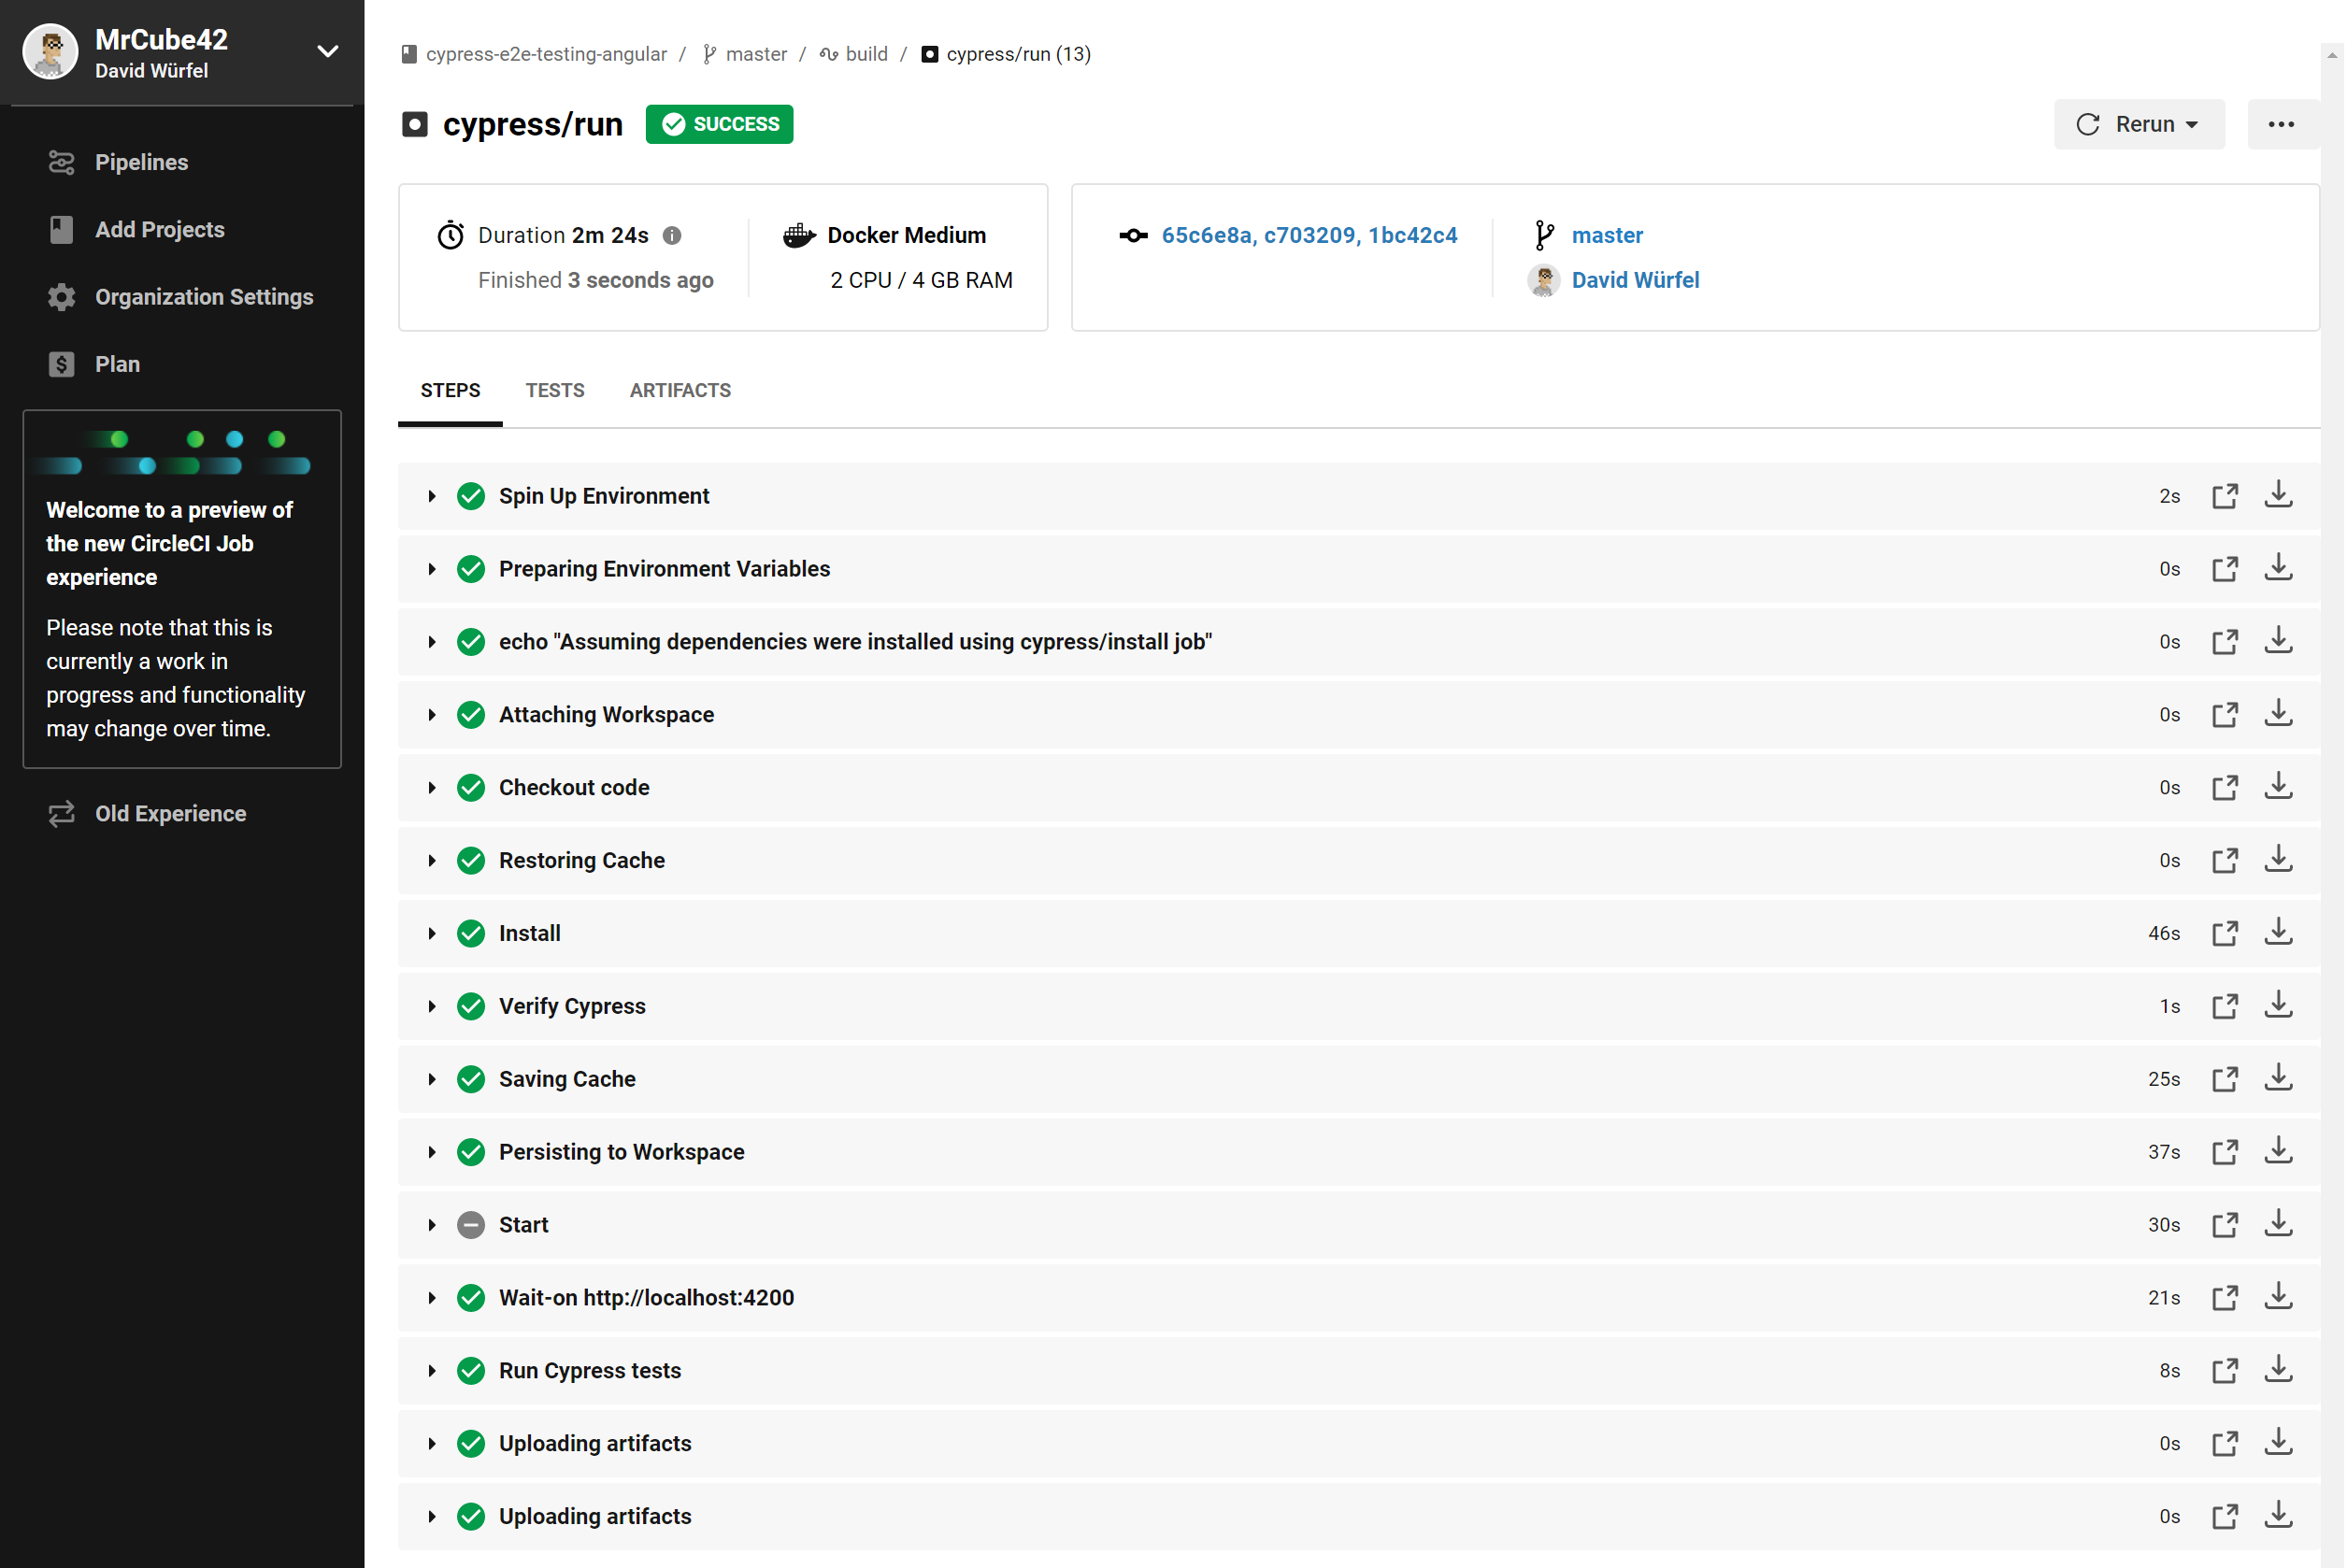 MrCube42
David Würfel
Pipelines
Add Projects
Organization Settings
Plan
Welcome to a preview of
the new CircleCI Job
experience
Please note that this is
currently a work in
progress and functionality
may change over time.
Old Experience
cypress-e2e-testing-angular / master / build / cypress/run (13)
cypress/run SUCCESS
Rerun
Duration 2m 24s
Finished 3 seconds ago
Docker Medium
2 CPU / 4 GB RAM
65c6e8a, c703209, 1bc42c4
master
David Würfel
STEPS TESTS ARTIFACTS
Spin Up Environment 2s
Preparing Environment Variables 0s
echo "Assuming dependencies were installed using cypress/install job" 0s
Attaching Workspace 0s
Checkout code 0s
Restoring Cache 0s
Install 46s
Verify Cypress 1s
Saving Cache 25s
Persisting to Workspace 37s
Start 30s
Wait-on http://localhost:4200 21s
Run Cypress tests 8s
Uploading artifacts 0s
Uploading artifacts 0s